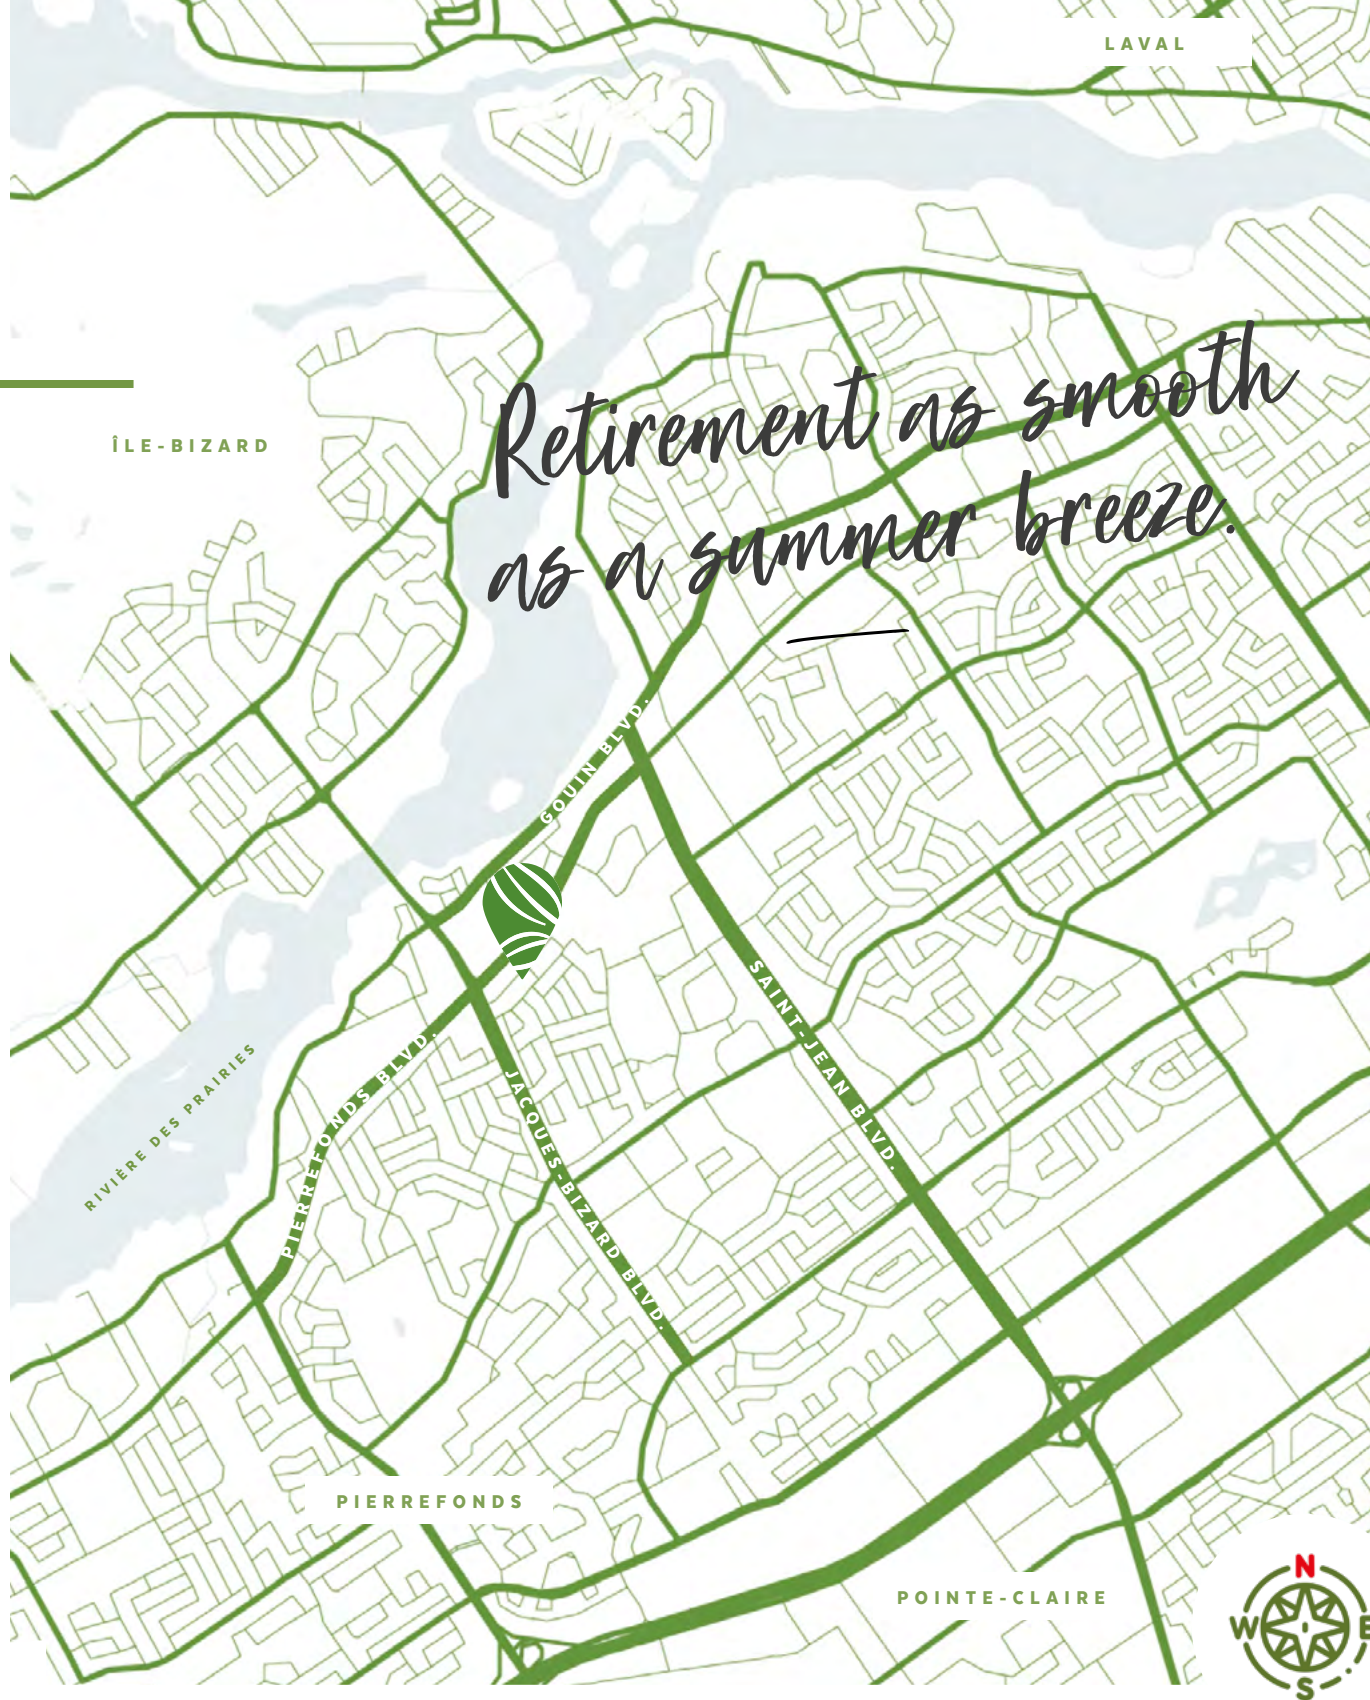 LAVAL
Retirement as smooth
as a summer breeze.
ÎLE-BIZARD
GOUIN BLVD.
SAINT-JEAN BLVD.
PIERREFONDS BLVD.
JACQUES-BIZARD BLVD.
RIVIÈRE DES PRAIRIES
PIERREFONDS
POINTE-CLAIRE
N
W E
S